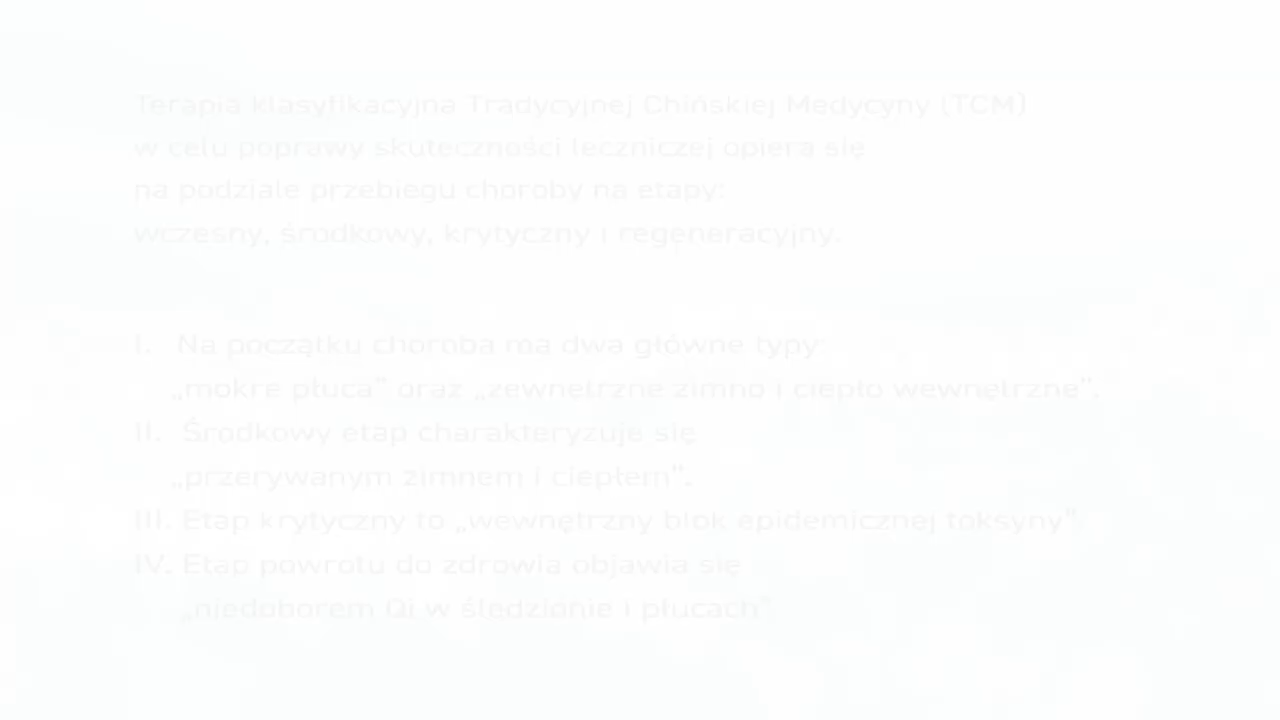 Terapia klasyfikacyjna Tradycyjnej Chińskiej Medycyny (TCM)
w celu poprawy skuteczności leczniczej opiera się
na podziale przebiegu choroby na etapy:
wczesny, środkowy, krytyczny i regeneracyjny.
I. Na początku choroba ma dwa główne typy:
„mokre płuca” oraz „zewnętrzne zimno i ciepło wewnętrzne”.
II. Środkowy etap charakteryzuje się
„przerywanym zimnem i ciepłem”.
III. Etap krytyczny to „wewnętrzny blok epidemicznej toksyny”.
IV. Etap powrotu do zdrowia objawia się
„niedoborem Qi w śledzionie i płucach”.